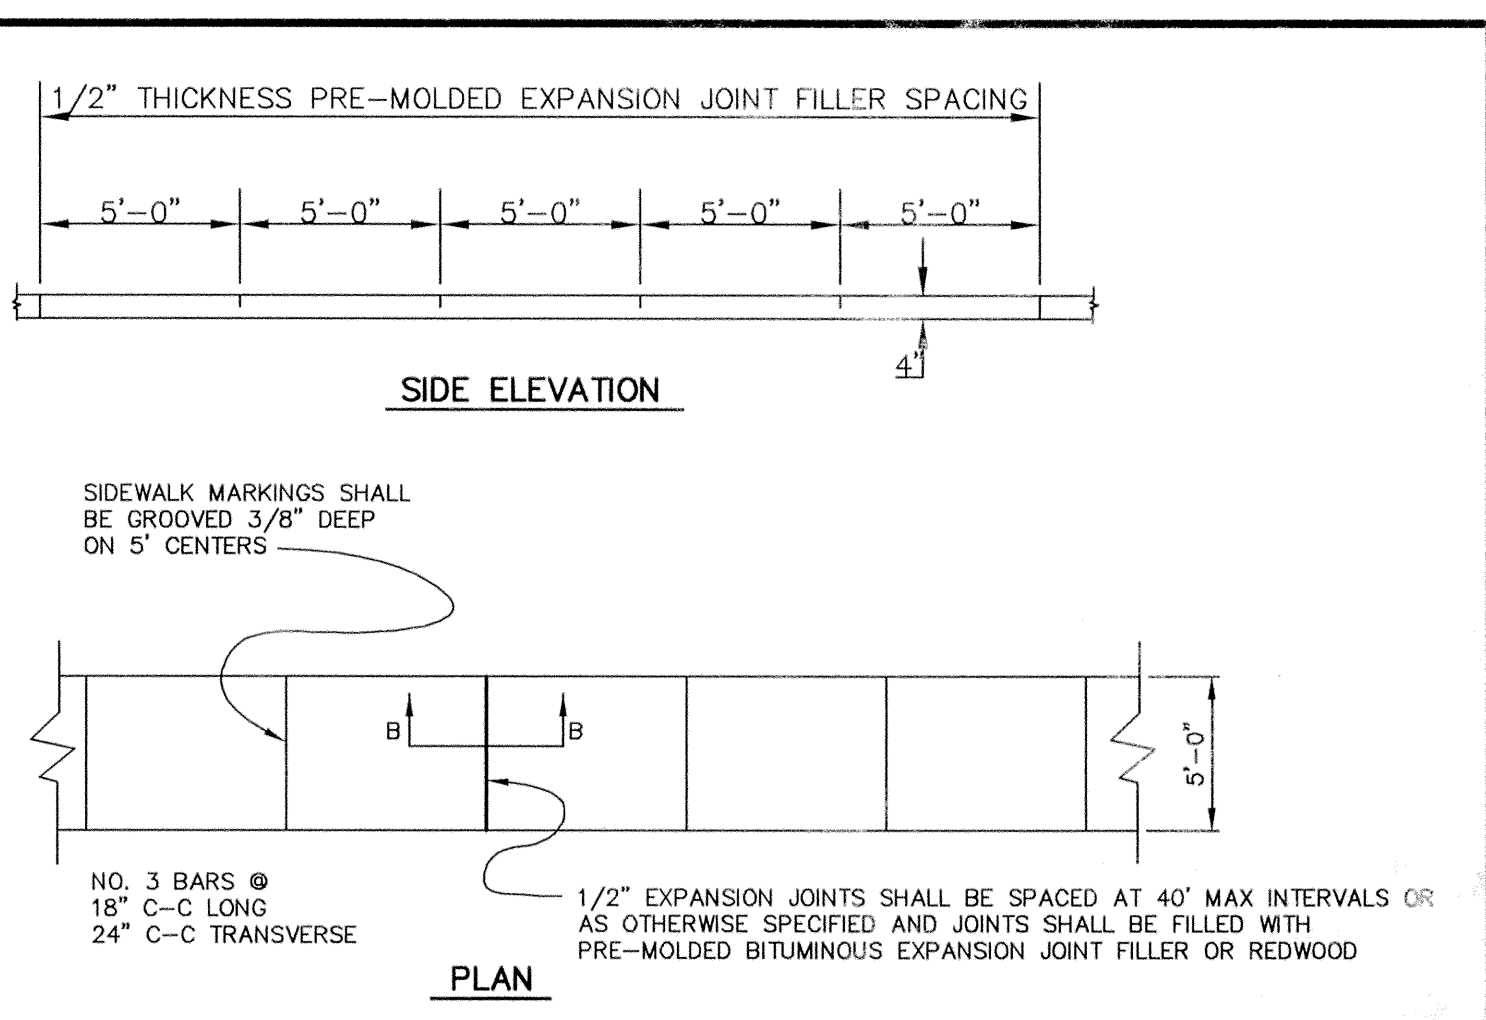 1/2" THICKNESS PRE-MOLDED EXPANSION JOINT FILLER SPACING
5'-0" 5'-0" 5'-0" 5'-0" 5'-0"
4"
SIDE ELEVATION
SIDEWALK MARKINGS SHALL
BE GROOVED 3/8" DEEP
ON 5' CENTERS
B B
5'-0"
NO. 3 BARS @
18" C-C LONG
24" C-C TRANSVERSE
1/2" EXPANSION JOINTS SHALL BE SPACED AT 40' MAX INTERVALS OR
AS OTHERWISE SPECIFIED AND JOINTS SHALL BE FILLED WITH
PRE-MOLDED BITUMINOUS EXPANSION JOINT FILLER OR REDWOOD
PLAN